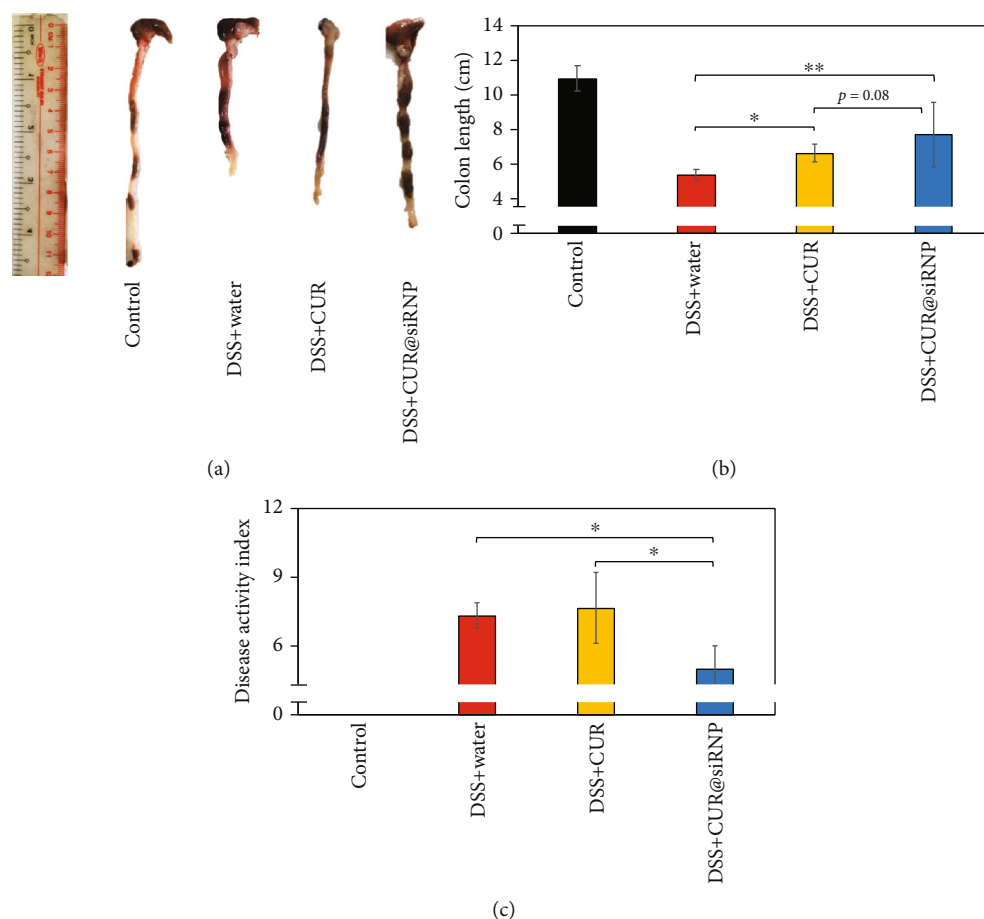 Control
DSS+water
DSS+CUR
DSS+CUR@siRNP
(a)
Colon length (cm)
14
12
10
8
6
4
0
**
p = 0.08
*
Control
DSS+water
DSS+CUR
DSS+CUR@siRNP
(b)
Disease activity index
12
9
6
0
*
*
Control
DSS+water
DSS+CUR
DSS+CUR@siRNP
(c)